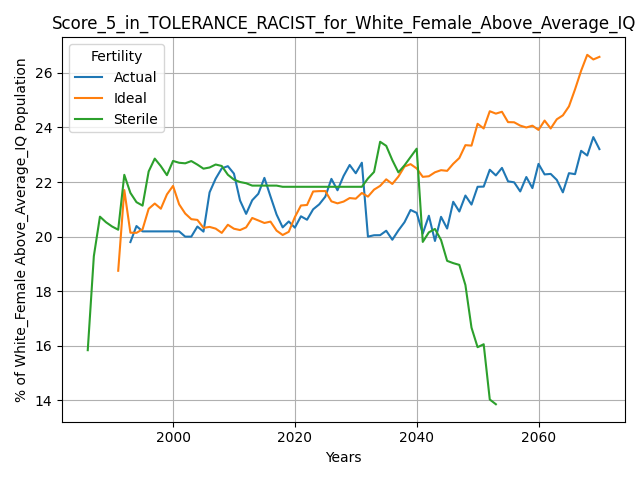 Score_5_in_TOLERANCE_RACIST_for_White_Female_Above_Average_IQ
Fertility
Actual
Ideal
Sterile
% of White_Female Above_Average_IQ Population
26
24
22
20
18
16
14
2000
2020
2040
2060
Years